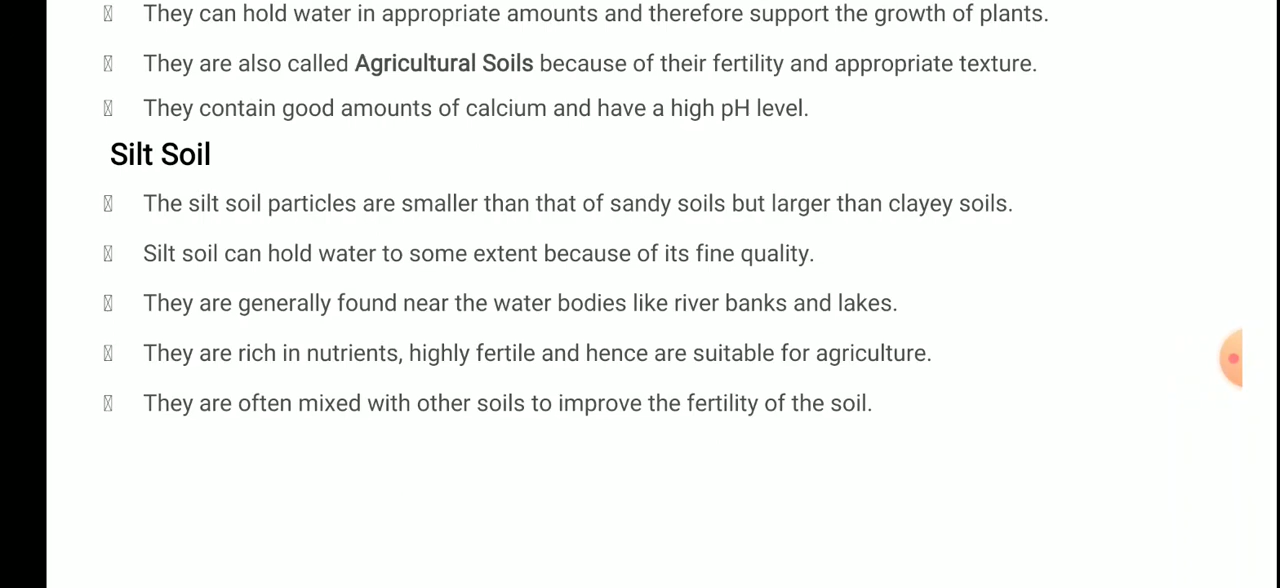 They can hold water in appropriate amounts and therefore support the growth of plants.
They are also called Agricultural Soils because of their fertility and appropriate texture.
They contain good amounts of calcium and have a high pH level.
Silt Soil
The silt soil particles are smaller than that of sandy soils but larger than clayey soils.
Silt soil can hold water to some extent because of its fine quality.
They are generally found near the water bodies like river banks and lakes.
They are rich in nutrients, highly fertile and hence are suitable for agriculture.
They are often mixed with other soils to improve the fertility of the soil.